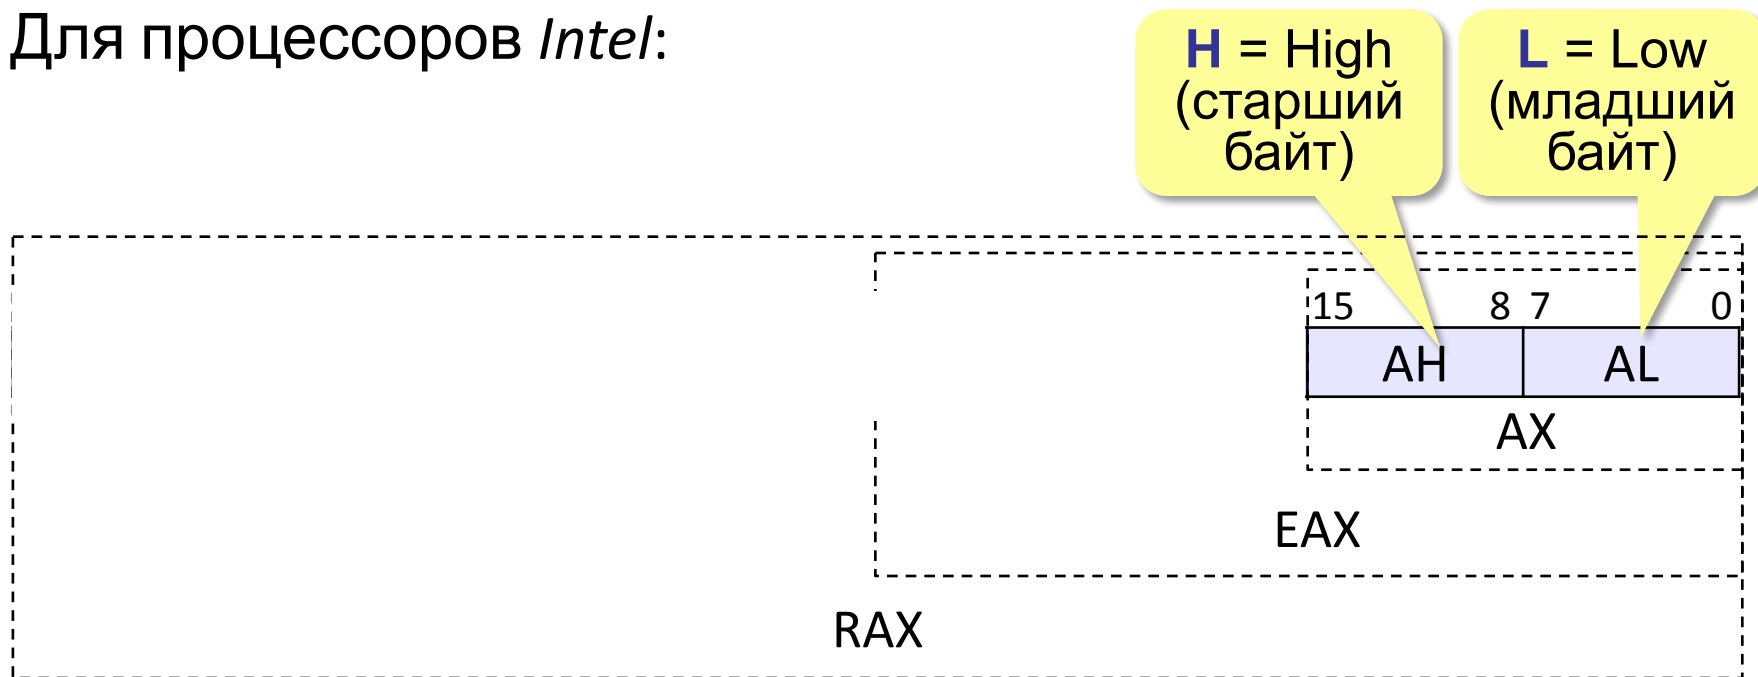 Для процессоров Intel:
H = High
(старший
байт)
L = Low
(младший
байт)
15 8 7 0
AH AL
AX
EAX
RAX